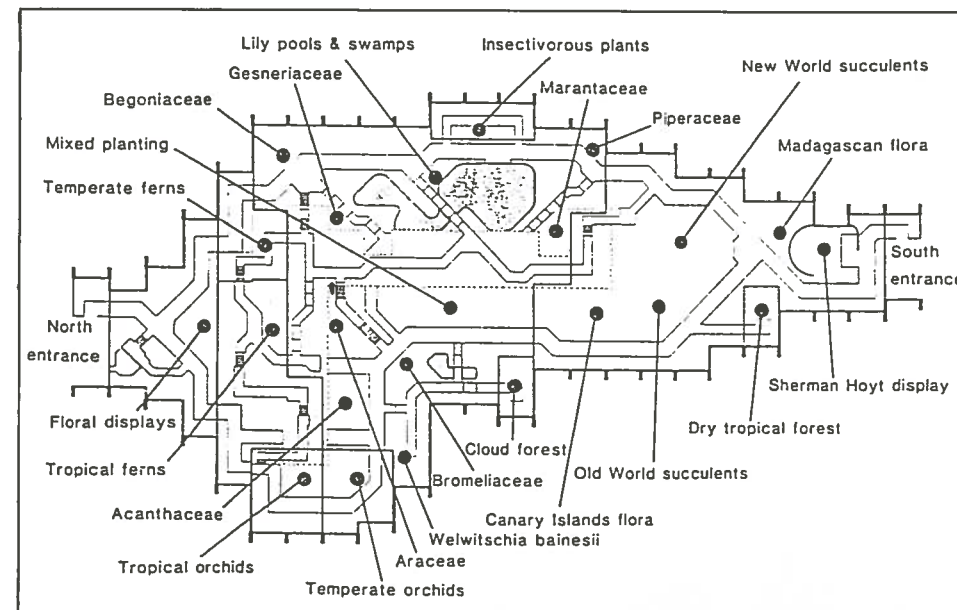 Lily pools & swamps
Insectivorous plants
Gesneriaceae
New World succulents
Marantaceae
Begoniaceae
Piperaceae
Mixed planting
Madagascan flora
Temperate ferns
South
entrance
North
entrance
Sherman Hoyt display
Floral displays
Dry tropical forest
Cloud forest
Tropical ferns
Old World succulents
Bromeliaceae
Acanthaceae
Canary Islands flora
Welwitschia bainesii
Araceae
Tropical orchids
Temperate orchids